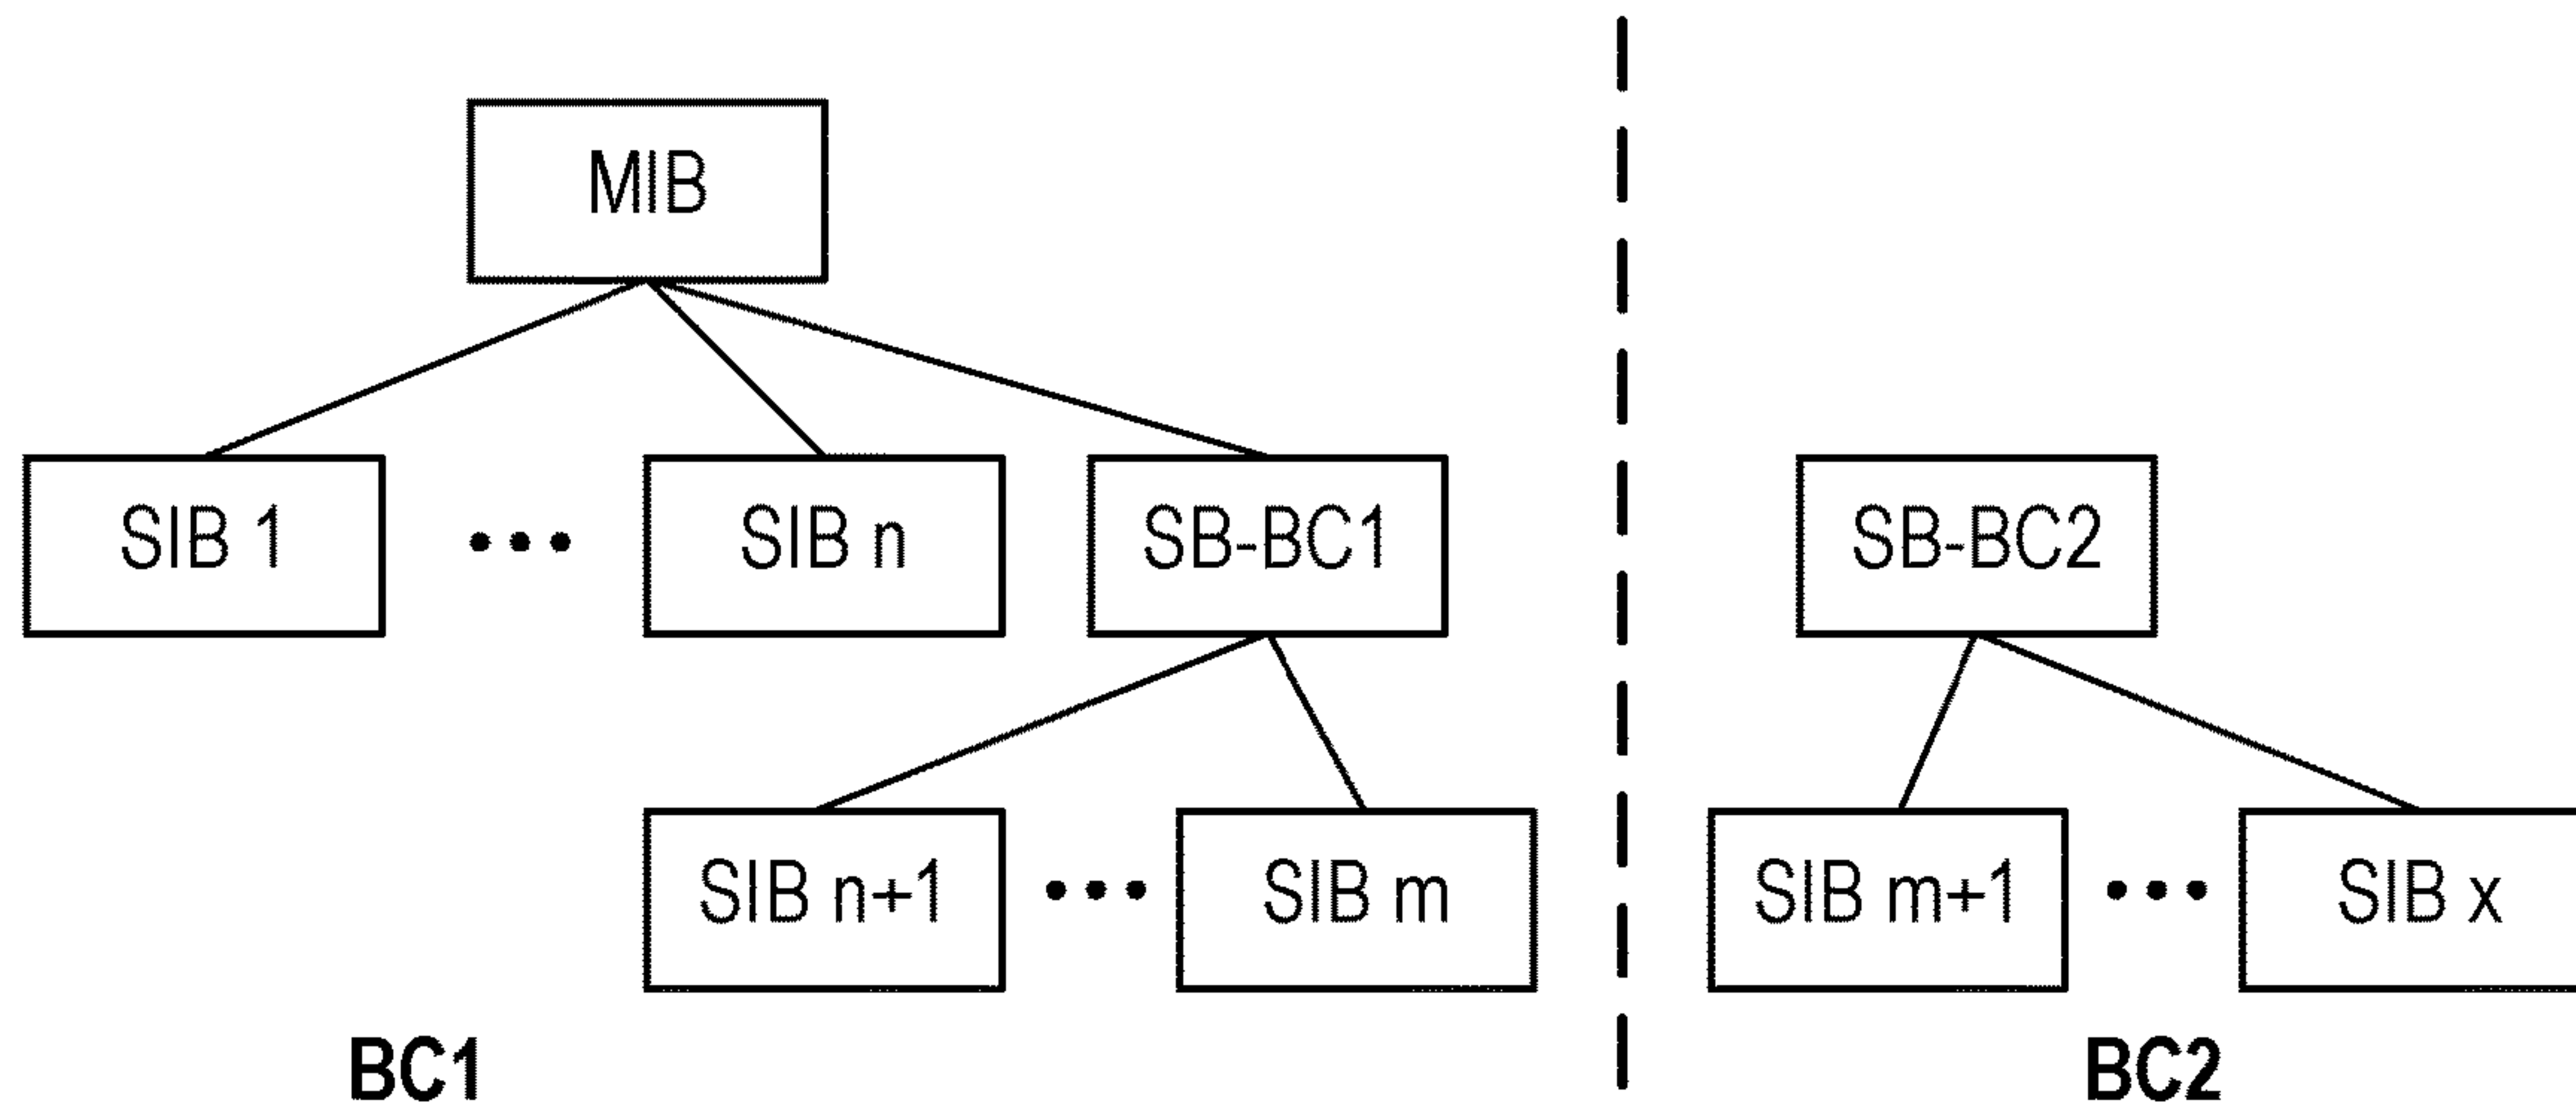 MIB
SIB 1 ••• SIB n SB-BC1 SB-BC2
SIB n+1 ••• SIB m SIB m+1 ••• SIB x
BC1 BC2